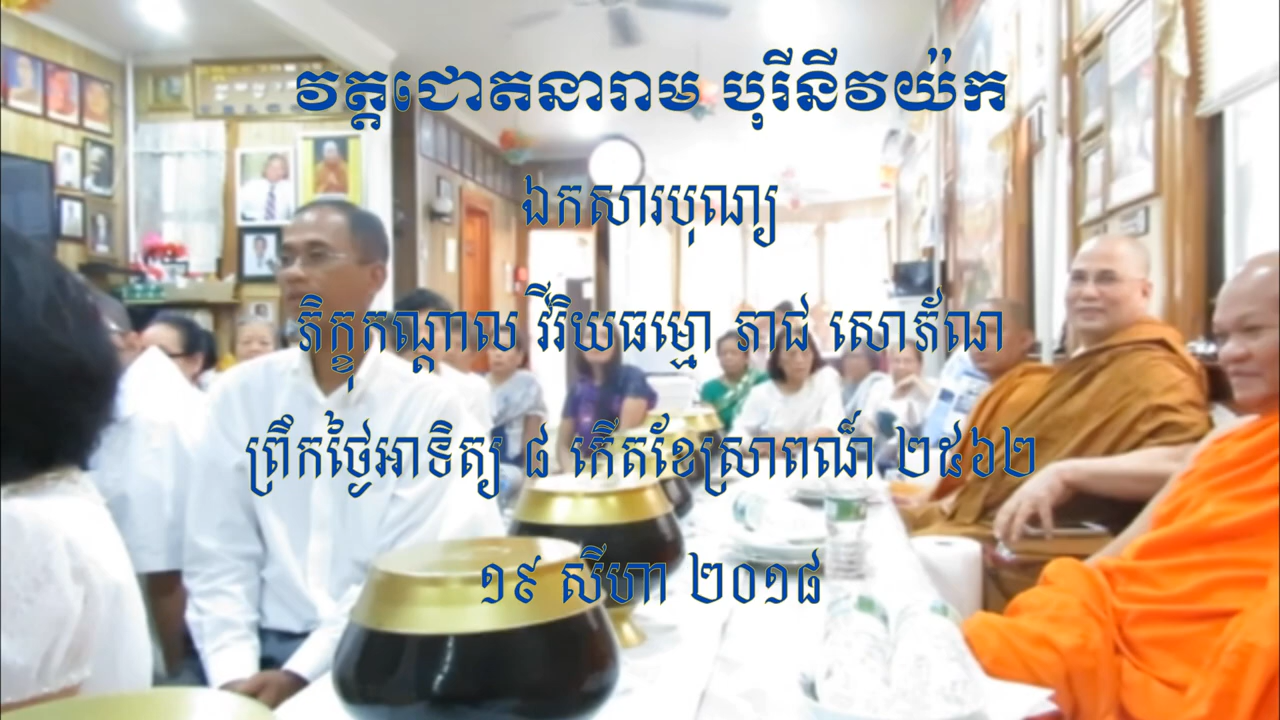 វត្តជោតនារាម បុរីនីវយ៉ក
ឯកសារបុណ្យ
ភិក្ខុកណ្ដាល វីរិយធម្មោ ភាជ សោភ័ណ
ព្រឹកថ្ងៃអាទិត្យ ៨ កើតខែស្រាពណ៍ ២៥៦២
១៩ សីហា ២០១៨